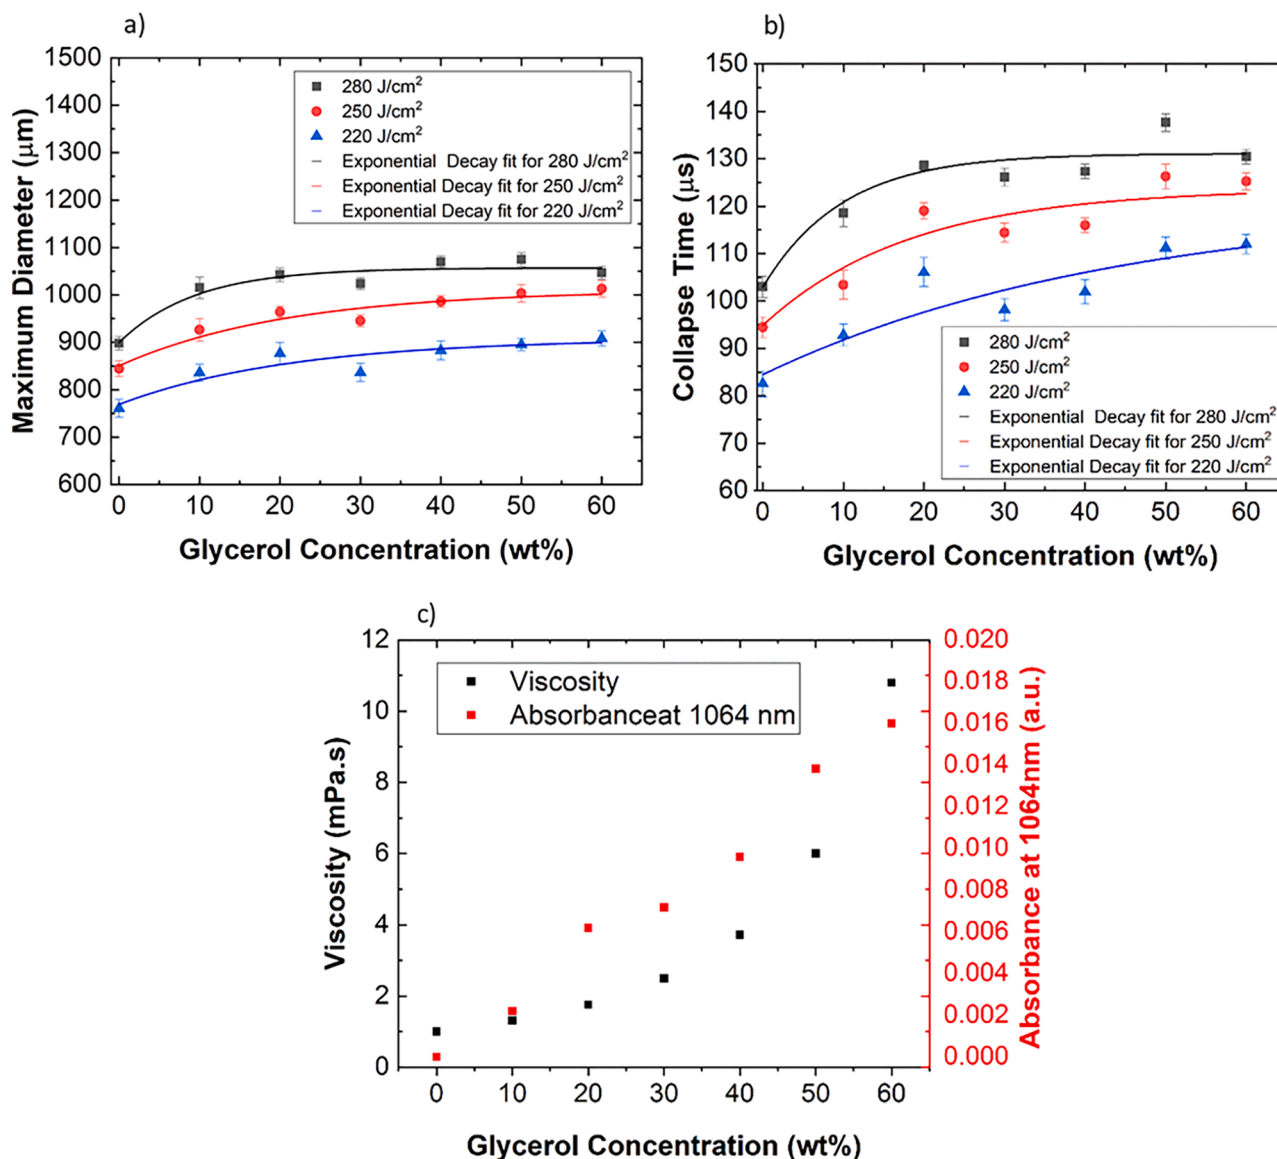 a)
1500
1400
1300
1200
1100
1000
900
800
700
600
Maximum Diameter (μm)
280 J/cm²
250 J/cm²
220 J/cm²
Exponential Decay fit for 280 J/cm²
Exponential Decay fit for 250 J/cm²
Exponential Decay fit for 220 J/cm²
0 10 20 30 40 50 60
Glycerol Concentration (wt%)
b)
150
140
130
120
110
100
90
80
70
60
Collapse Time (μs)
280 J/cm²
250 J/cm²
220 J/cm²
Exponential Decay fit for 280 J/cm²
Exponential Decay fit for 250 J/cm²
Exponential Decay fit for 220 J/cm²
0 10 20 30 40 50 60
Glycerol Concentration (wt%)
c)
12
10
8
6
4
2
0
Viscosity (mPa.s)
Viscosity
Absorbanceat 1064 nm
0.020
0.018
0.016
0.014
0.012
0.010
0.008
0.006
0.004
0.002
0.000
Absorbance at 1064nm (a.u.)
0 10 20 30 40 50 60
Glycerol Concentration (wt%)